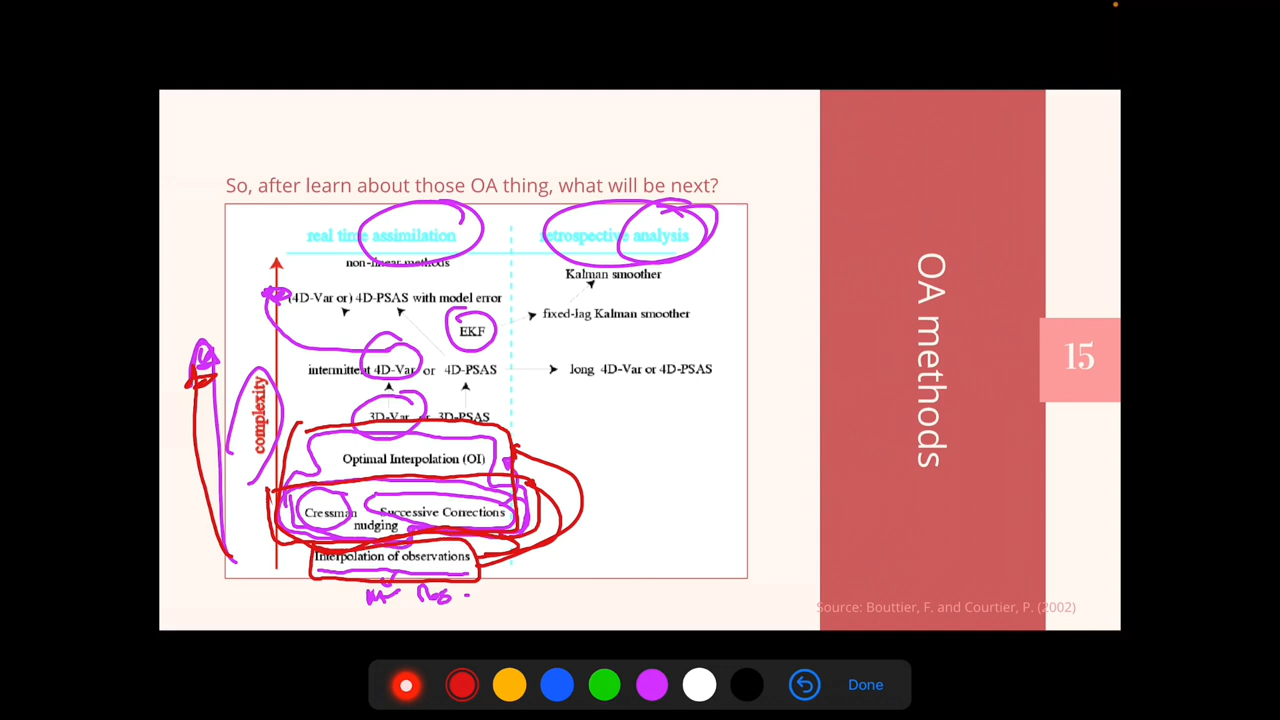 So, after learn about those OA thing, what will be next?
real time assimilation
retrospective analysis
non-linear methods
Kalman smoother
(4D-Var or) 4D-PSAS with model error
fixed-lag Kalman smoother
EKF
intermittent 4D-Var or 4D-PSAS
long 4D-Var or 4D-PSAS
3D-Var or 3D-PSAS
complexity
Optimal Interpolation (OI)
Cressman Successive Corrections
nudging
Interpolation of observations
OA methods
15
Source: Bouttier, F. and Courtier, P. (2002)
Done